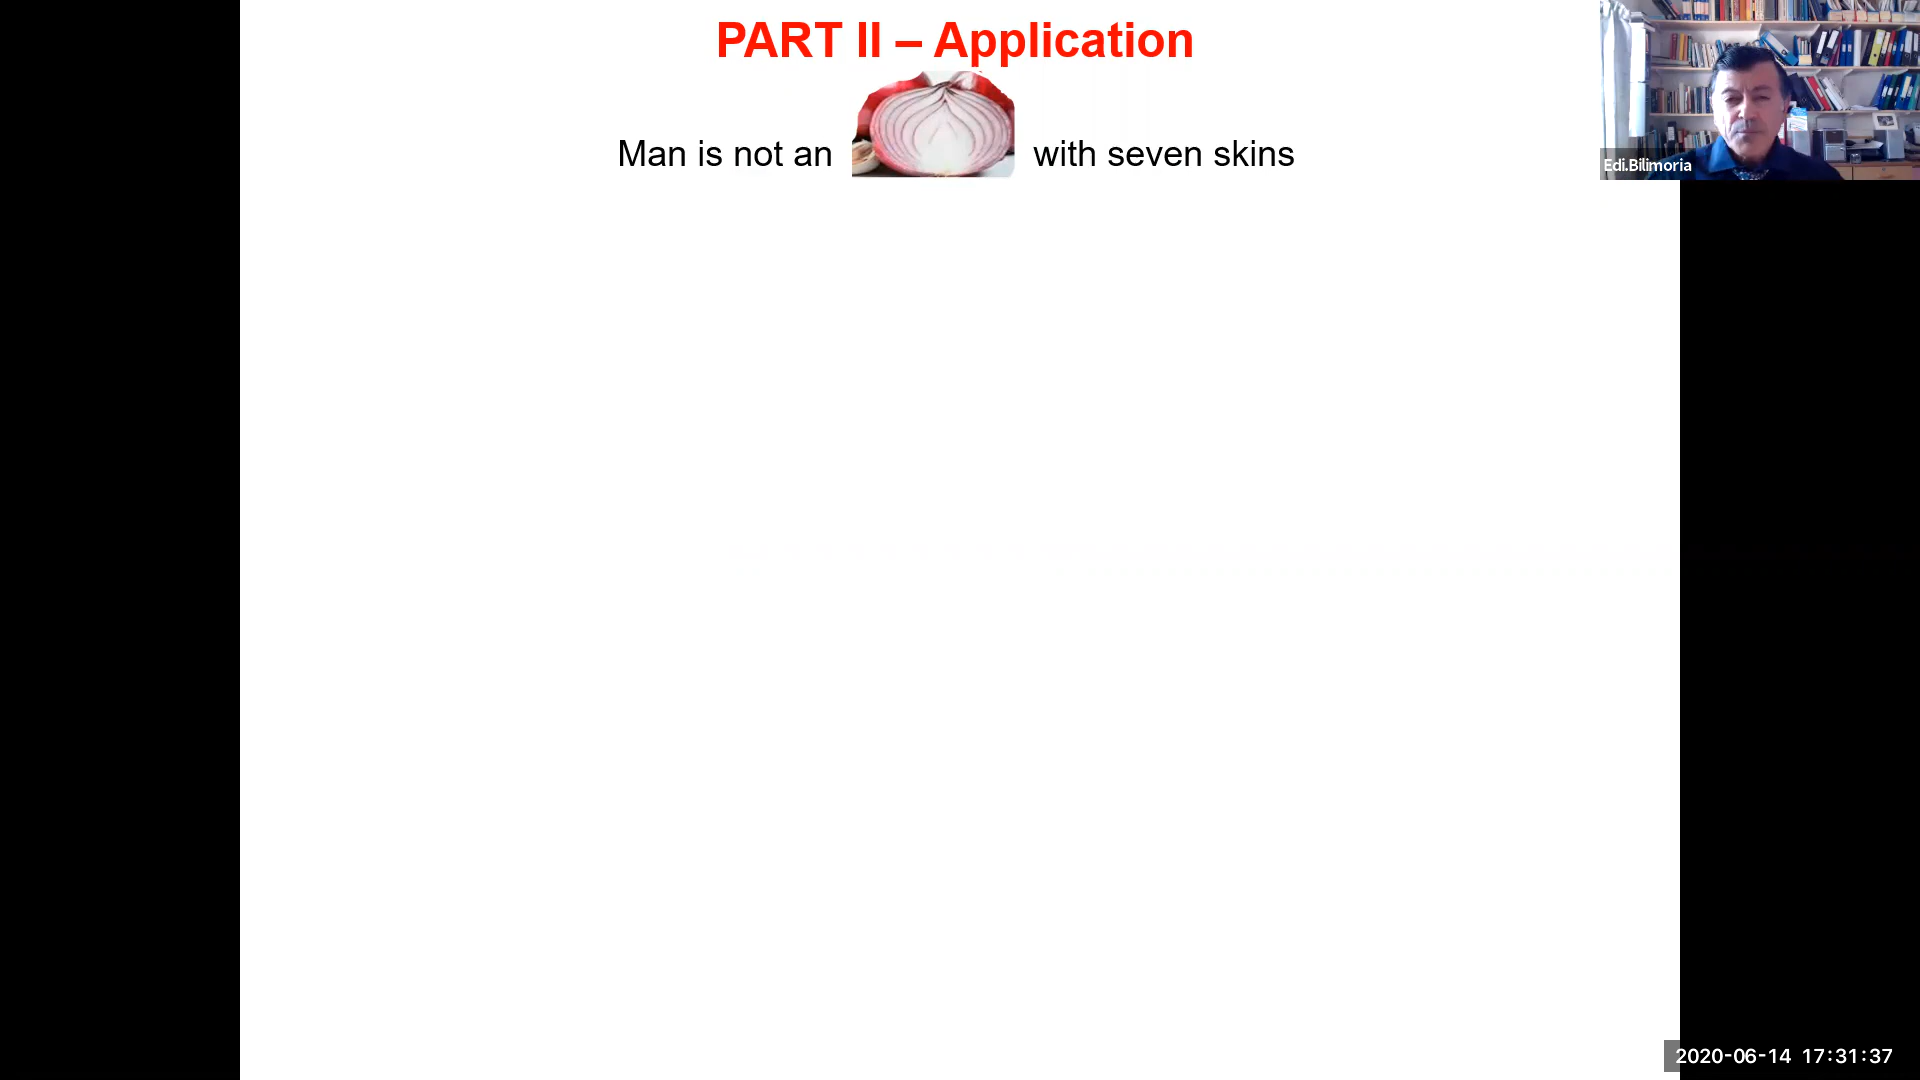 PART II – Application
Man is not an with seven skins
Edi.Bilimoria
2020-06-14 17:31:37